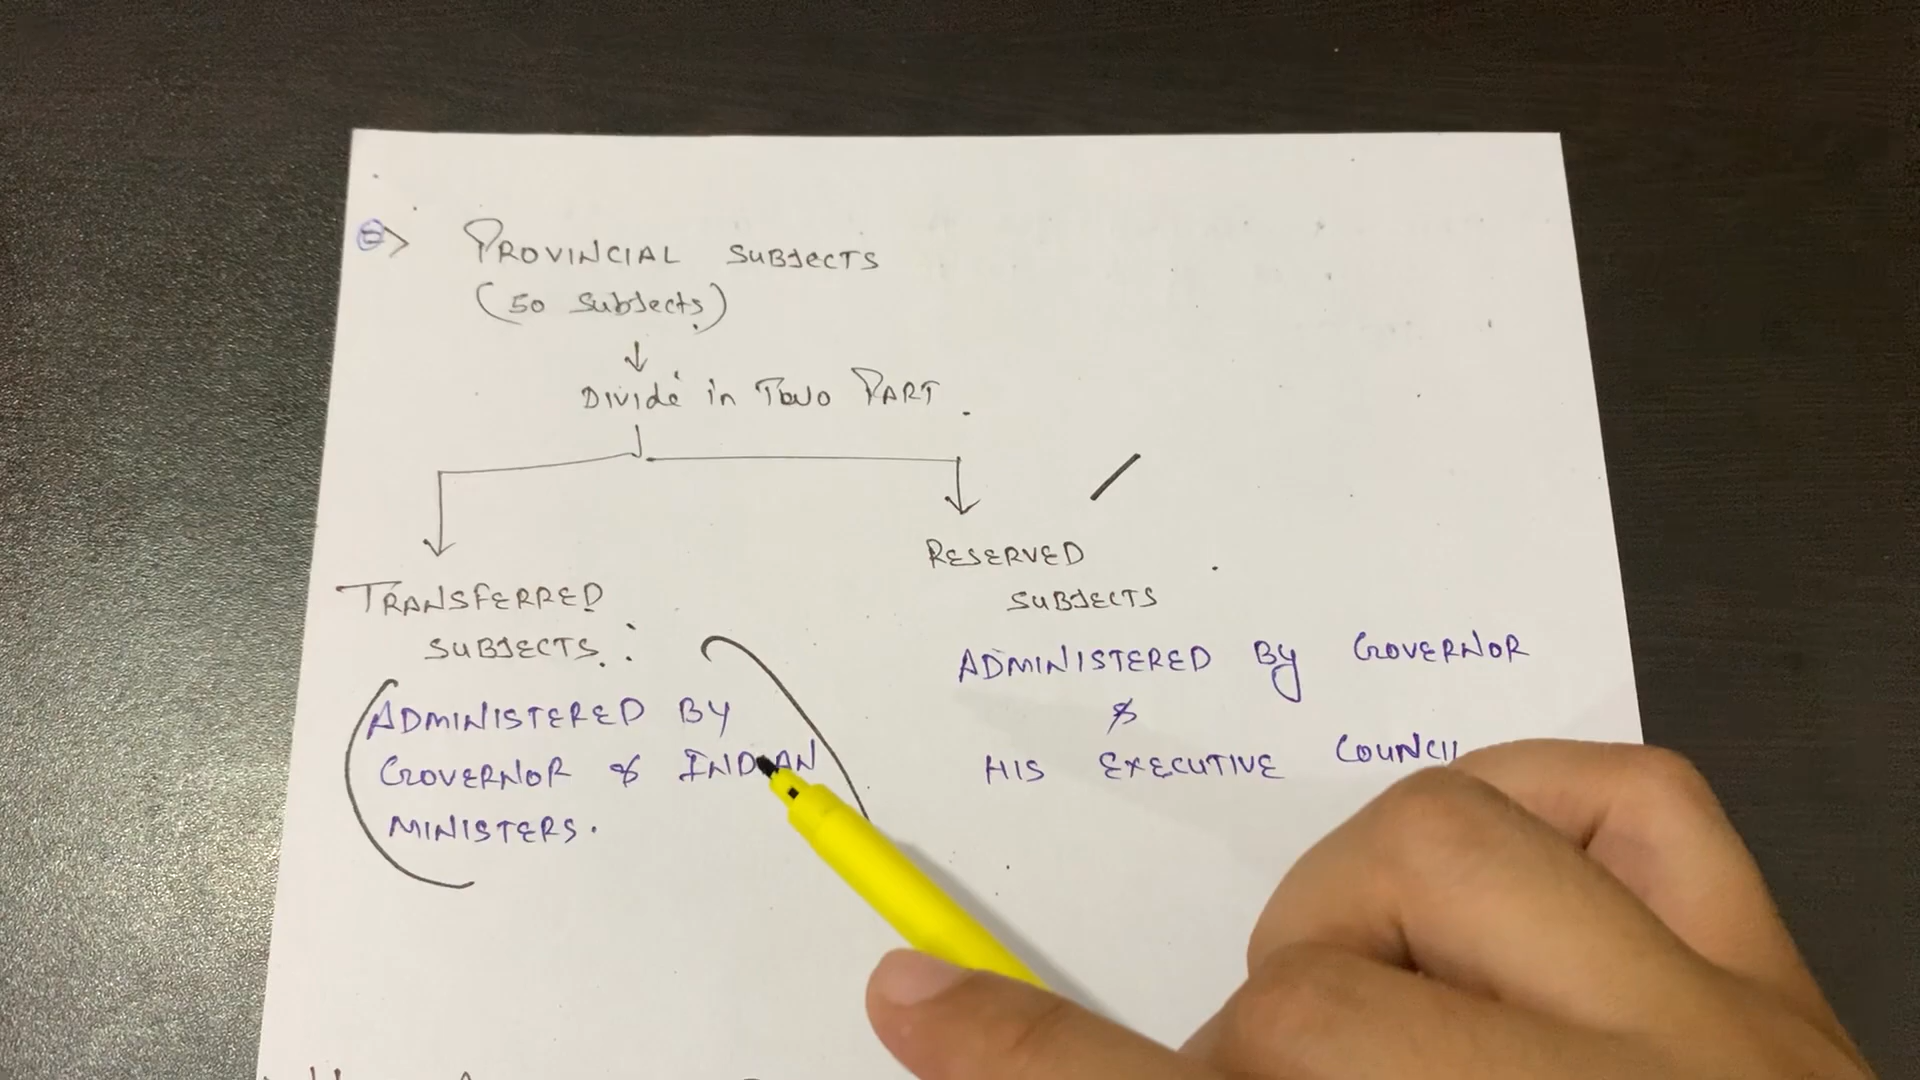 PROVINCIAL SUBJECTS
(50 Subjects)
Divide in Two PART
TRANSFERRED
SUBJECTS:
ADMINISTERED BY
GOVERNOR & INDIAN
MINISTERS.
RESERVED
SUBJECTS
ADMINISTERED By GOVERNOR
&
HIS EXECUTIVE COUNCIL